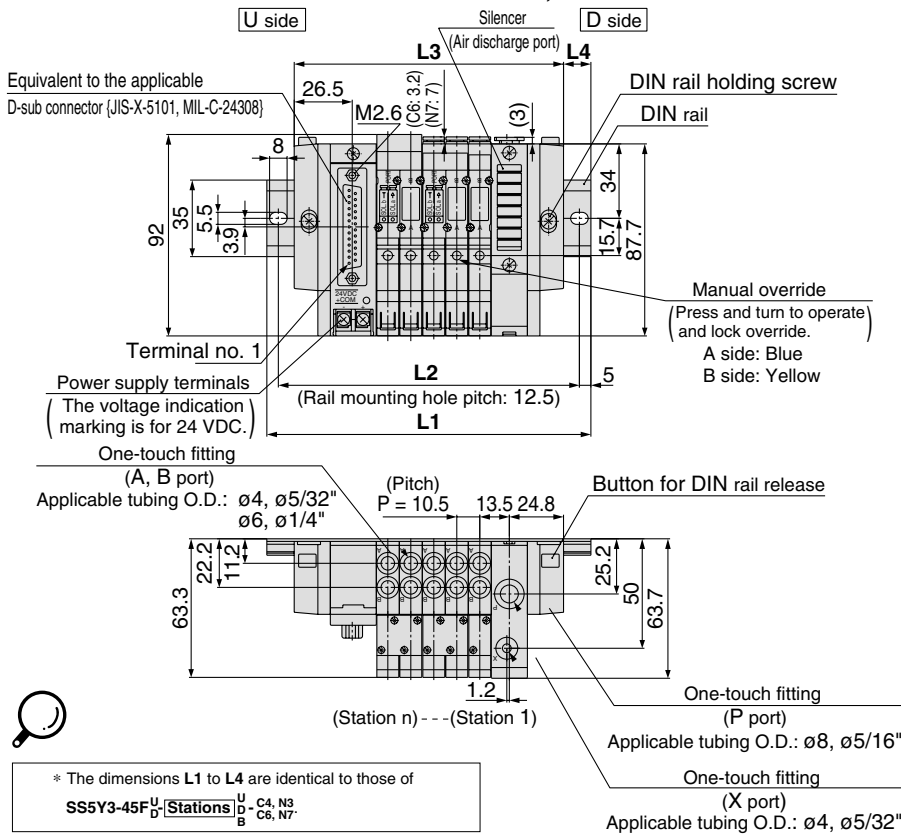 U side
Silencer
(Air discharge port)
D side
L3
L4
Equivalent to the applicable
D-sub connector {JIS-X-5101, MIL-C-24308}
26.5
M2.6
(C6: 3.2)
(N7: 7)
(3)
DIN rail holding screw
DIN rail
8
92
35
5.5
3.9
34
15.7
87.7
24VDC
+COM
- +
SOL b
SOL a
SOL b
SOL a
Manual override
(Press and turn to operate
and lock override.)
A side: Blue
B side: Yellow
Terminal no. 1
Power supply terminals
(The voltage indication
marking is for 24 VDC.)
L2
5
(Rail mounting hole pitch: 12.5)
L1
One-touch fitting
(A, B port)
Applicable tubing O.D.: ø4, ø5/32"
ø6, ø1/4"
(Pitch)
P = 10.5
13.5
24.8
Button for DIN rail release
63.3
22.2
11.2
25.2
50
63.7
P
X
1.2
(Station n)---(Station 1)
One-touch fitting
(P port)
Applicable tubing O.D.: ø8, ø5/16"
One-touch fitting
(X port)
Applicable tubing O.D.: ø4, ø5/32"
* The dimensions L1 to L4 are identical to those of
SS5Y3-45F U D - Stations U D B - C4, N3 C6, N7.